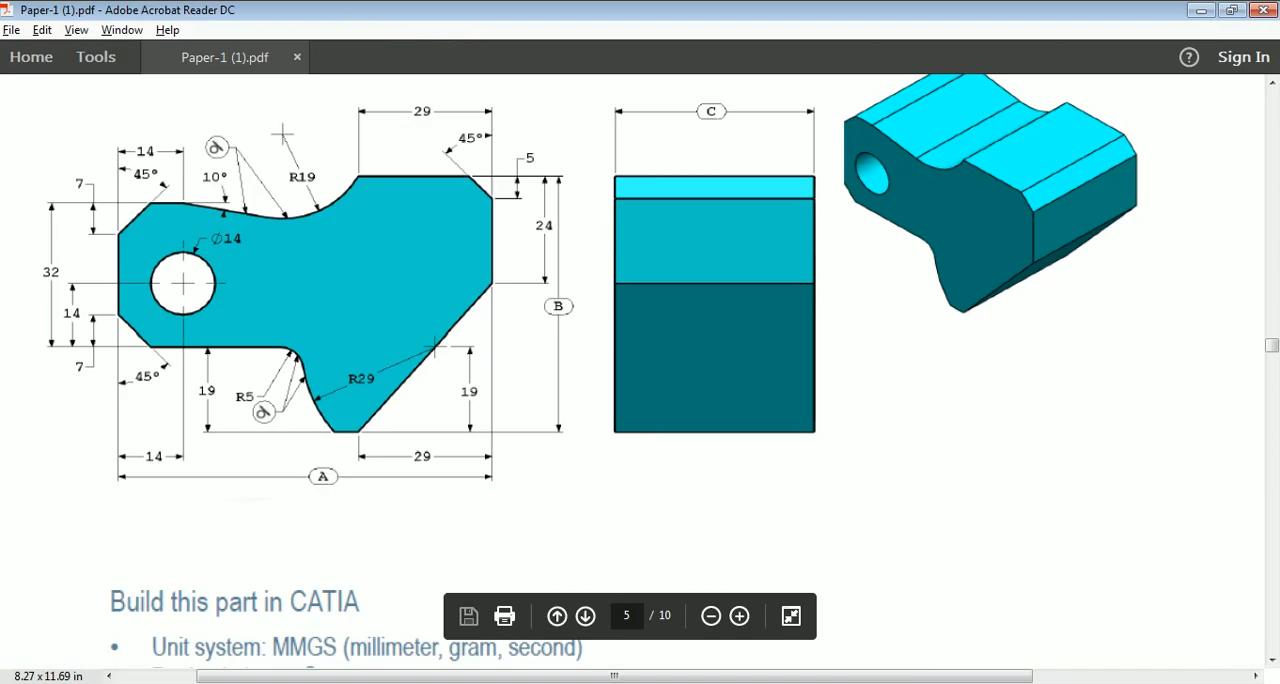 Paper-1 (1).pdf - Adobe Acrobat Reader DC
File Edit View Window Help
Home Tools Paper-1 (1).pdf × ? Sign In
29
C
45°
14
5
7
45°
10°
R19
Ø14
24
32
B
14
7
45°
19
R5
R29
19
14
29
A
Build this part in CATIA
• Unit system: MMGS (millimeter, gram, second)
5 / 10
8.27 x 11.69 in